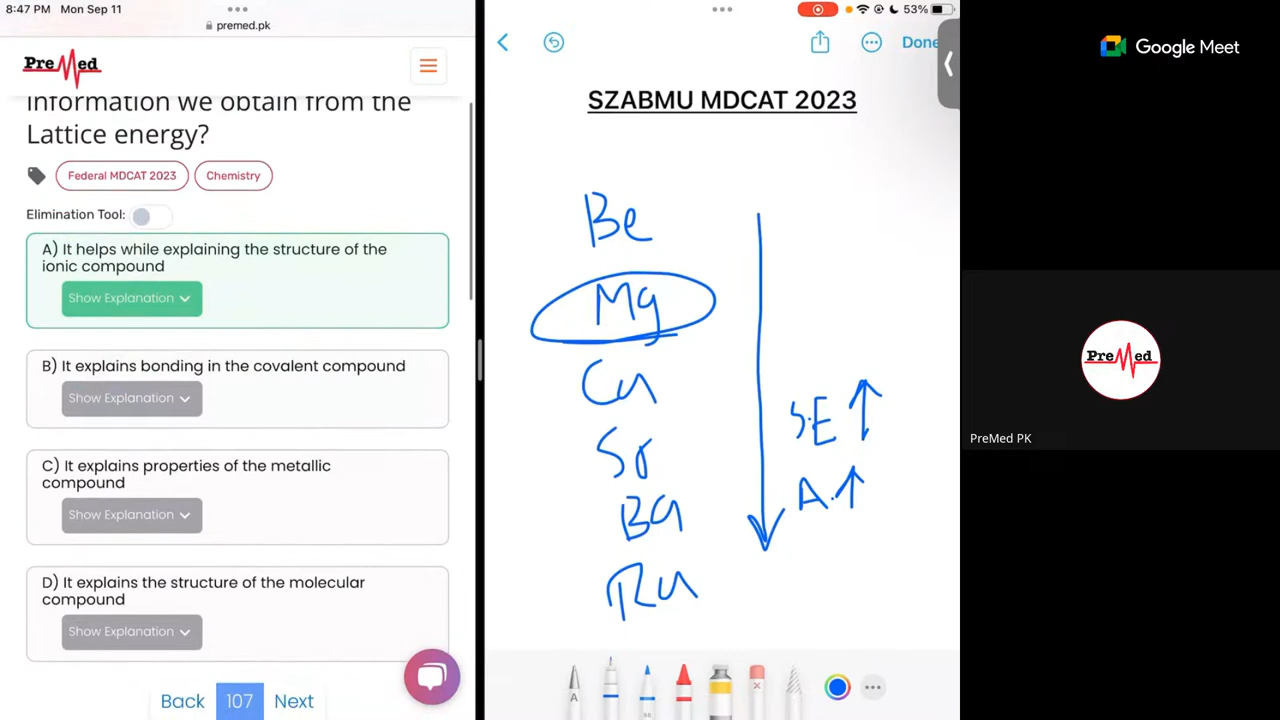 8:47 PM Mon Sep 11
premed.pk
PreMed
information we obtain from the
Lattice energy?
Federal MDCAT 2023
Chemistry
Elimination Tool:
A) It helps while explaining the structure of the
ionic compound
Show Explanation
B) It explains bonding in the covalent compound
Show Explanation
C) It explains properties of the metallic
compound
Show Explanation
D) It explains the structure of the molecular
compound
Show Explanation
Back 107 Next
53%
Done
SZABMU MDCAT 2023
Be
Mg
Ca
Sr
Ba
Ra
S.E ↑
A.↑
A
Google Meet
PreMed
PreMed PK